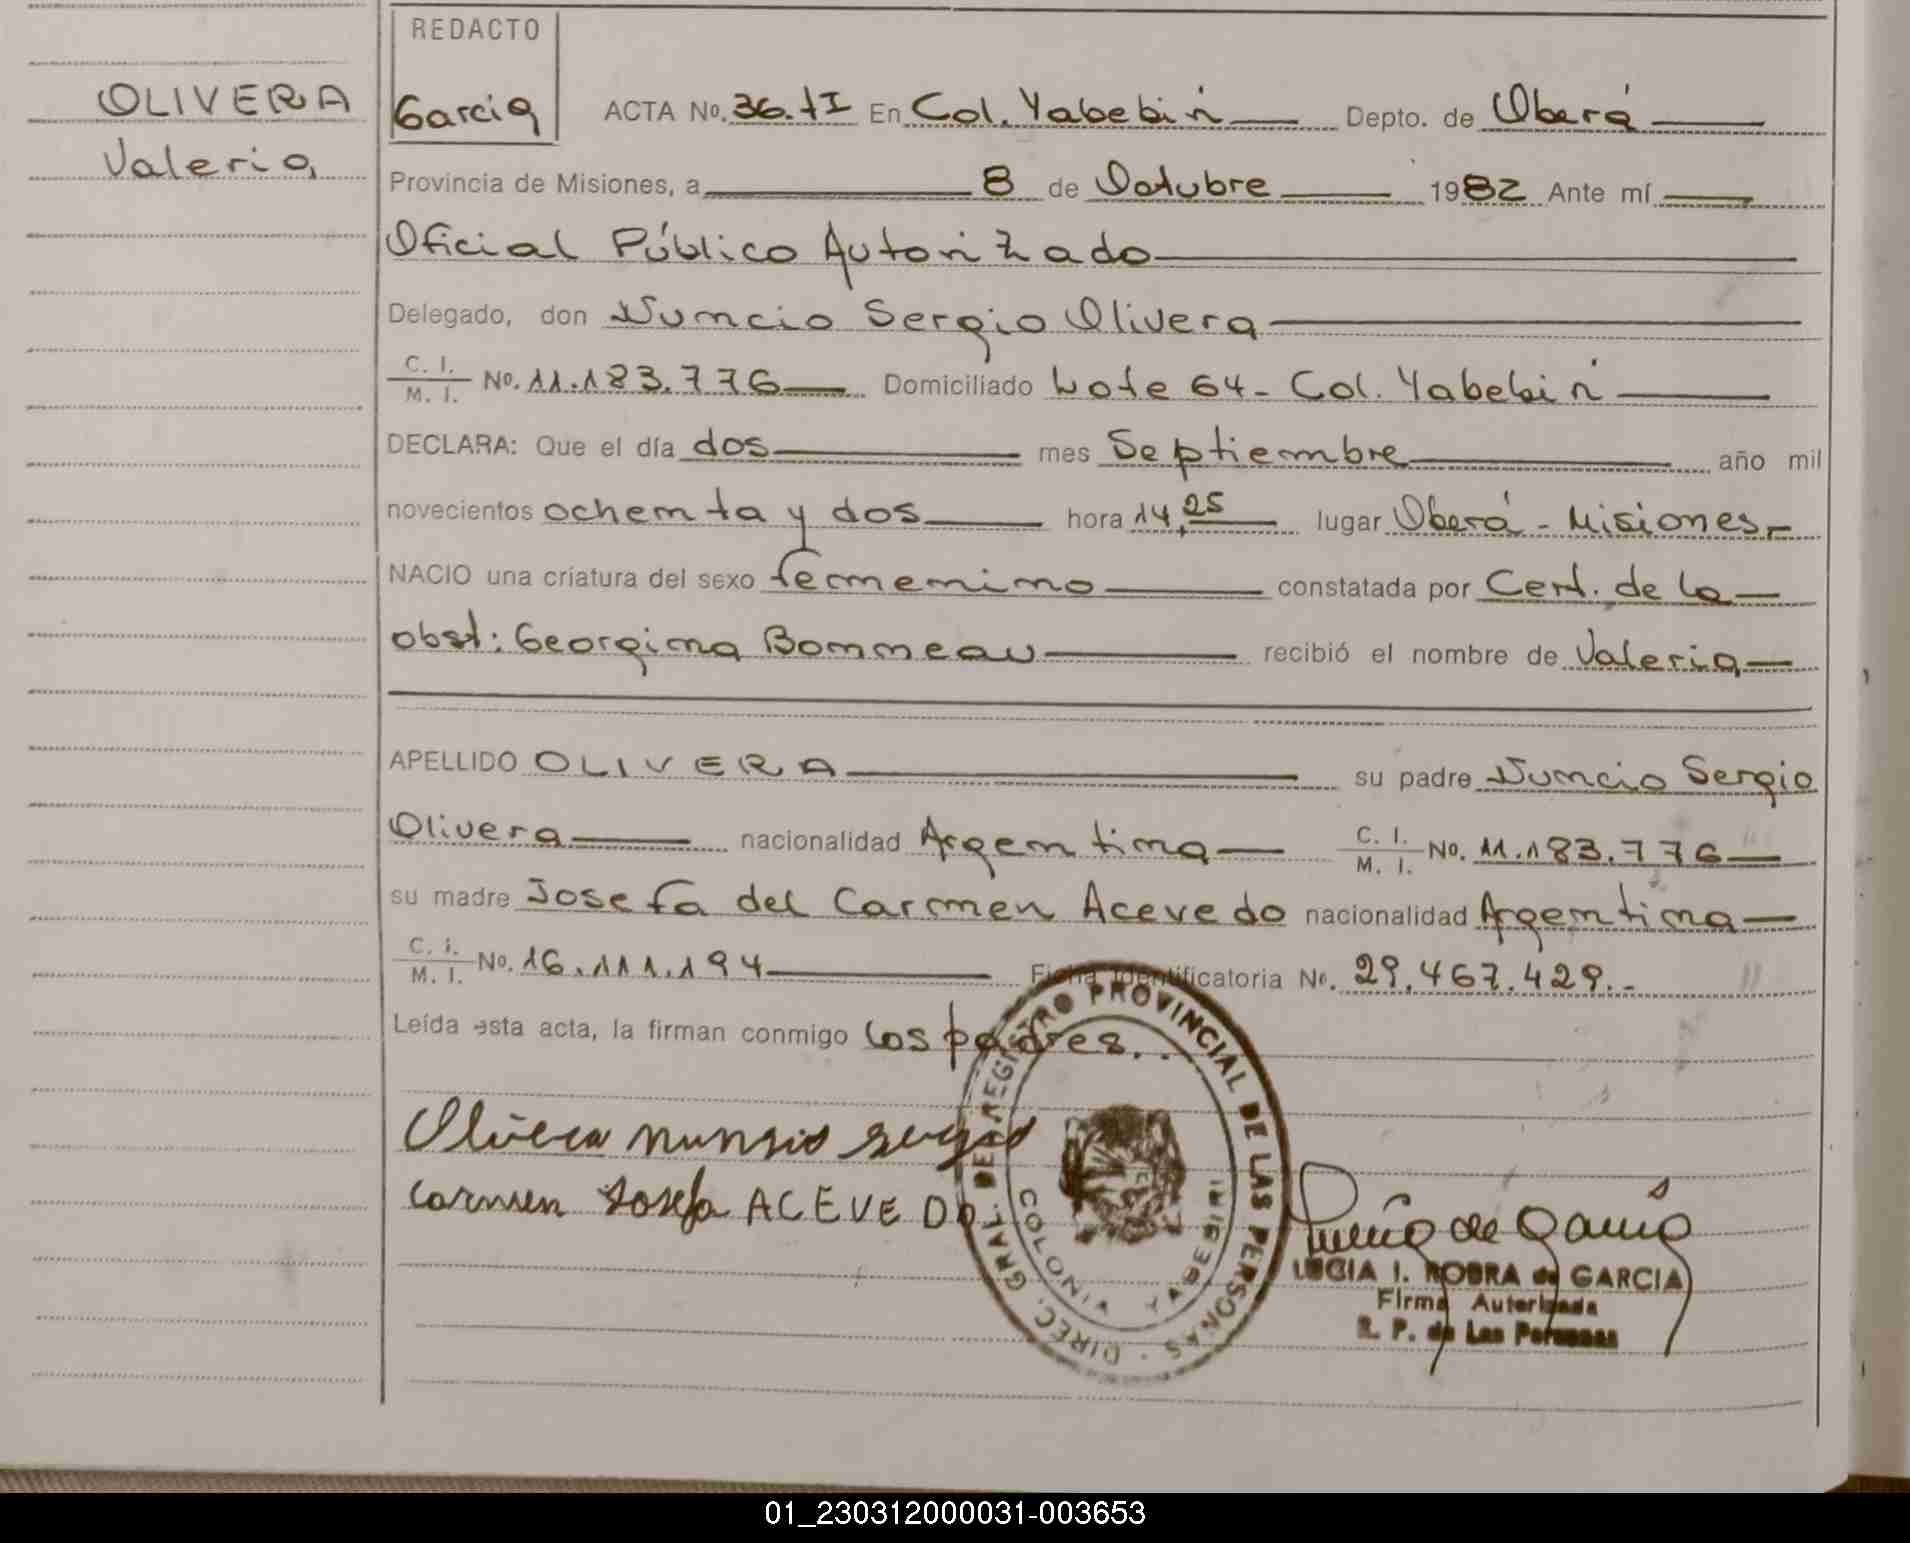 OLIVERA
Valeria
REDACTO
Garcia
ACTA No. 36. tI En Col. Yabebirí Depto. de Oberá
Provincia de Misiones, a 8 de Octubre 1982 Ante mí
Oficial Público Autorizado
Delegado, don Nuncio Sergio Olivera
C. I. / M. I. No. 11.183.776 Domiciliado Lote 64 - Col. Yabebirí
DECLARA: Que el día dos mes Septiembre año mil
novecientos ochenta y dos hora 14,25 lugar Oberá - Misiones-
NACIO una criatura del sexo femenino constatada por Cert. de la
obst: Georgina Bonneau recibió el nombre de Valeria
APELLIDO OLIVERA su padre Nuncio Sergio
Olivera nacionalidad Argentina C. I. / M. I. No. 11.183.776
su madre Josefa del Carmen Acevedo nacionalidad Argentina
C. I. / M. I. No. 16.111.194 Ficha Identificatoria No. 29.467.429.-
Leída esta acta, la firman conmigo los padres..
Olivera nunsio sergio
Carmen Josefa ACEVEDO
DIREC. GRAL. DEL REGISTRO PROVINCIAL DE LAS PERSONAS
COLONIA YABEBIRI
Lucía de García
LUCIA I. ROBRA de GARCIA
Firma Autorizada
R. P. de Las Personas
01_230312000031-003653